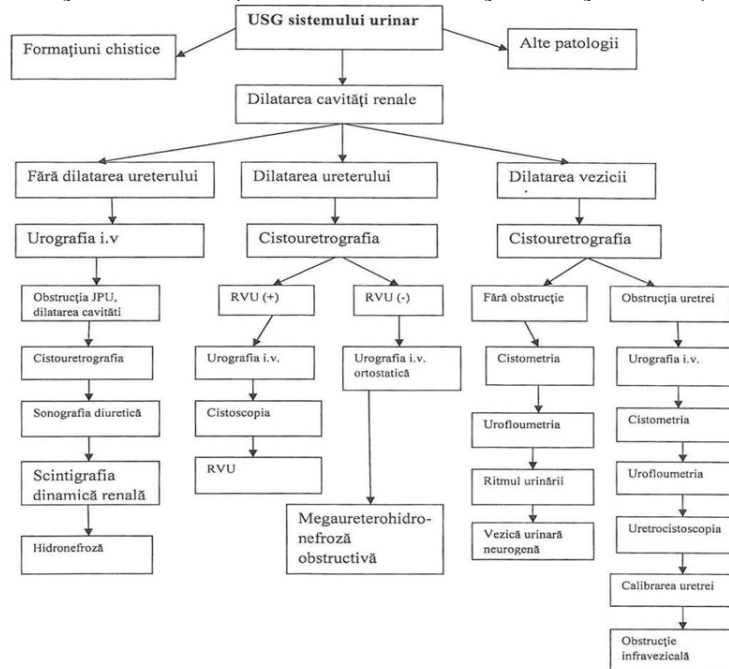 USG sistemului urinar
Formațiuni chistice
Alte patologii
Dilatarea cavități renale
Fără dilatarea ureterului
Dilatarea ureterului
Dilatarea vezicii
Urografia i.v
Cistouretrografia
Cistouretrografia
Obstrucția JPU,
dilatarea cavităti
RVU (+)
RVU (-)
Fără obstrucție
Obstrucția uretrei
Cistouretrografia
Urografia i.v.
Urografia i.v.
ortostatică
Cistometria
Urografia i.v.
Sonografia diuretică
Cistoscopia
Urofloumetria
Cistometria
Scintigrafia
dinamică renală
RVU
Ritmul urinării
Urofloumetria
Hidronefroză
Megaureterohidro-
nefroză
obstructivă
Vezică urinară
neurogenă
Uretrocistoscopia
Calibrarea uretrei
Obstrucție
infravezicală